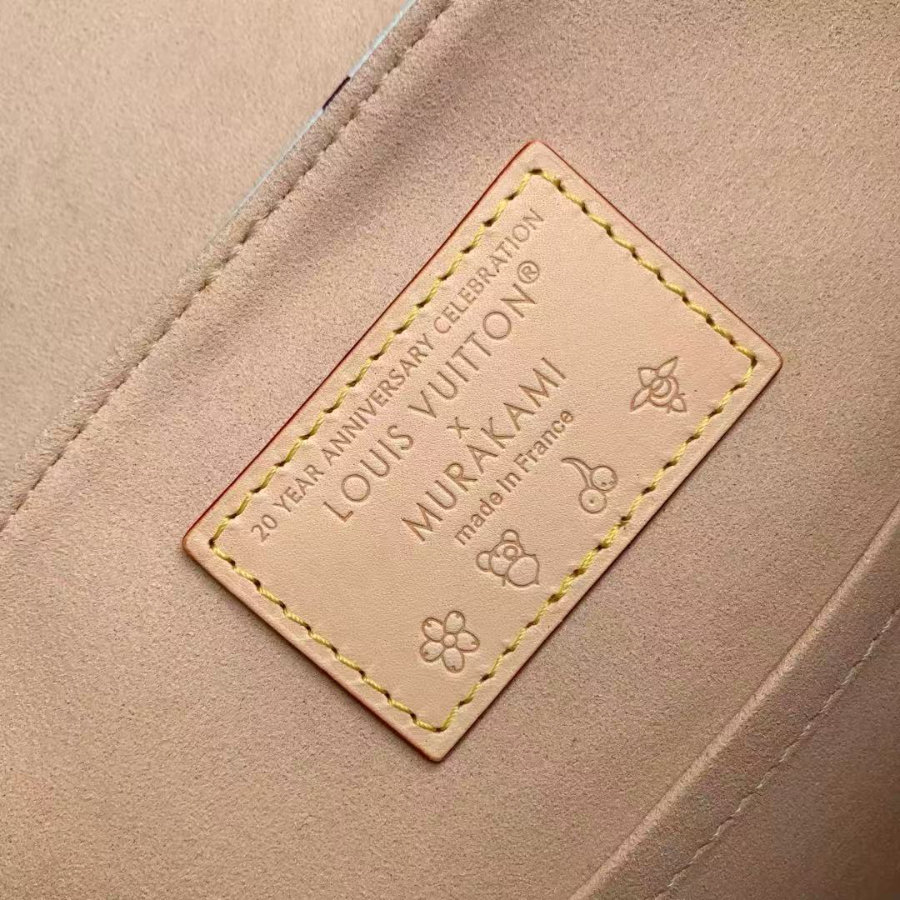 20 YEAR ANNIVERSARY CELEBRATION
LOUIS VUITTON®
x
MURAKAMI
made in France